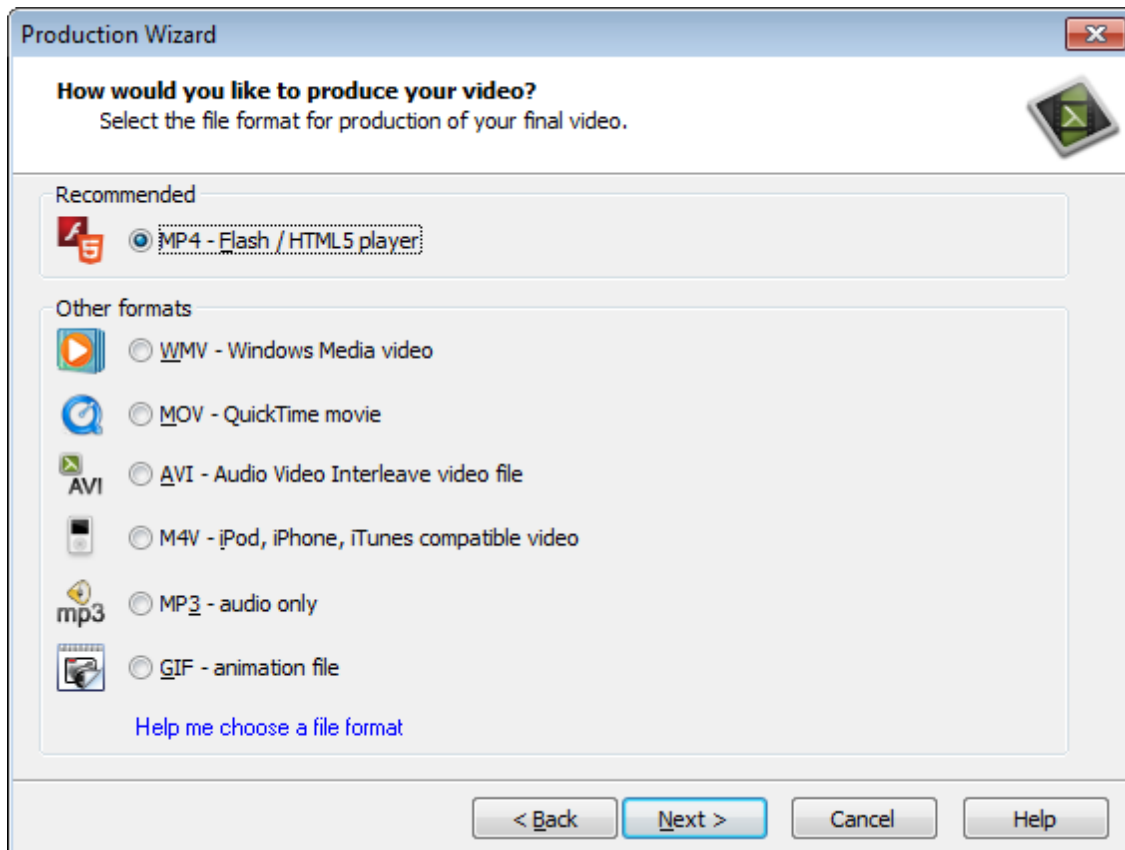 Production Wizard
How would you like to produce your video?
Select the file format for production of your final video.
Recommended
5
MP4 - Flash / HTML5 player
Other formats
WMV - Windows Media video
MOV - QuickTime movie
AVI
AVI - Audio Video Interleave video file
M4V - iPod, iPhone, iTunes compatible video
mp3
MP3 - audio only
GIF - animation file
Help me choose a file format
< Back Next > Cancel Help